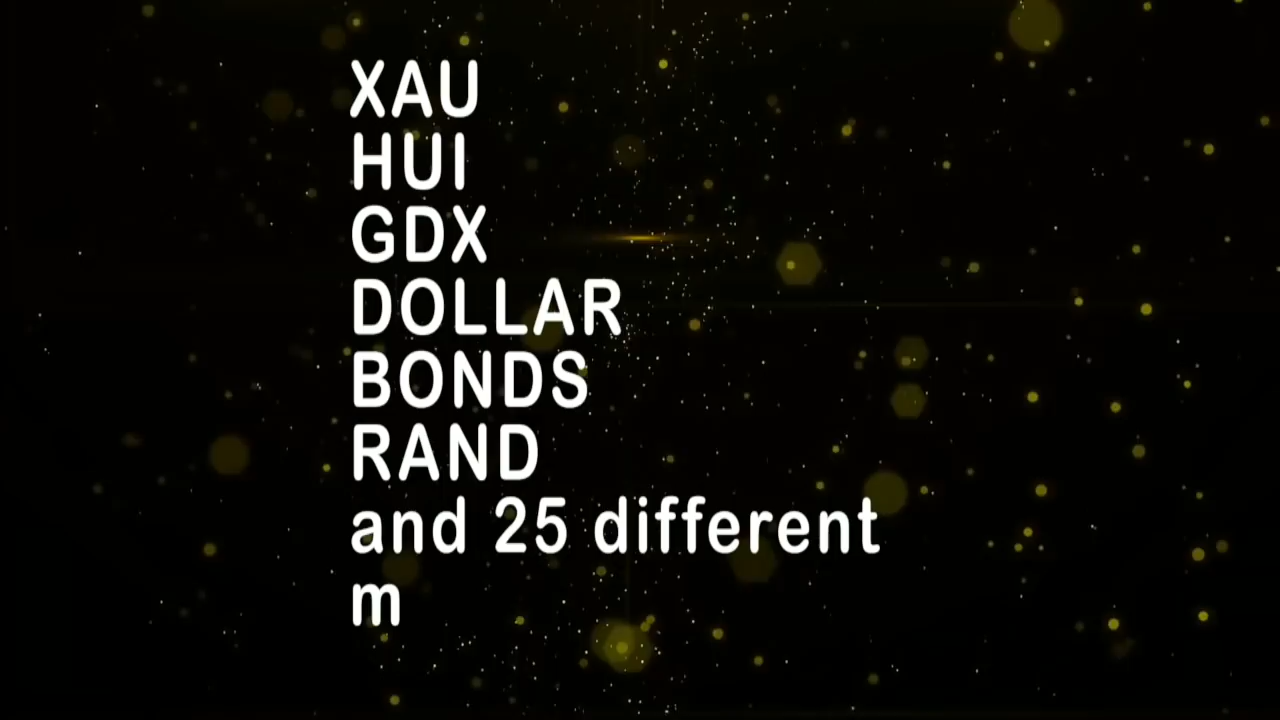 XAU
HUI
GDX
DOLLAR
BONDS
RAND
and 25 different
m